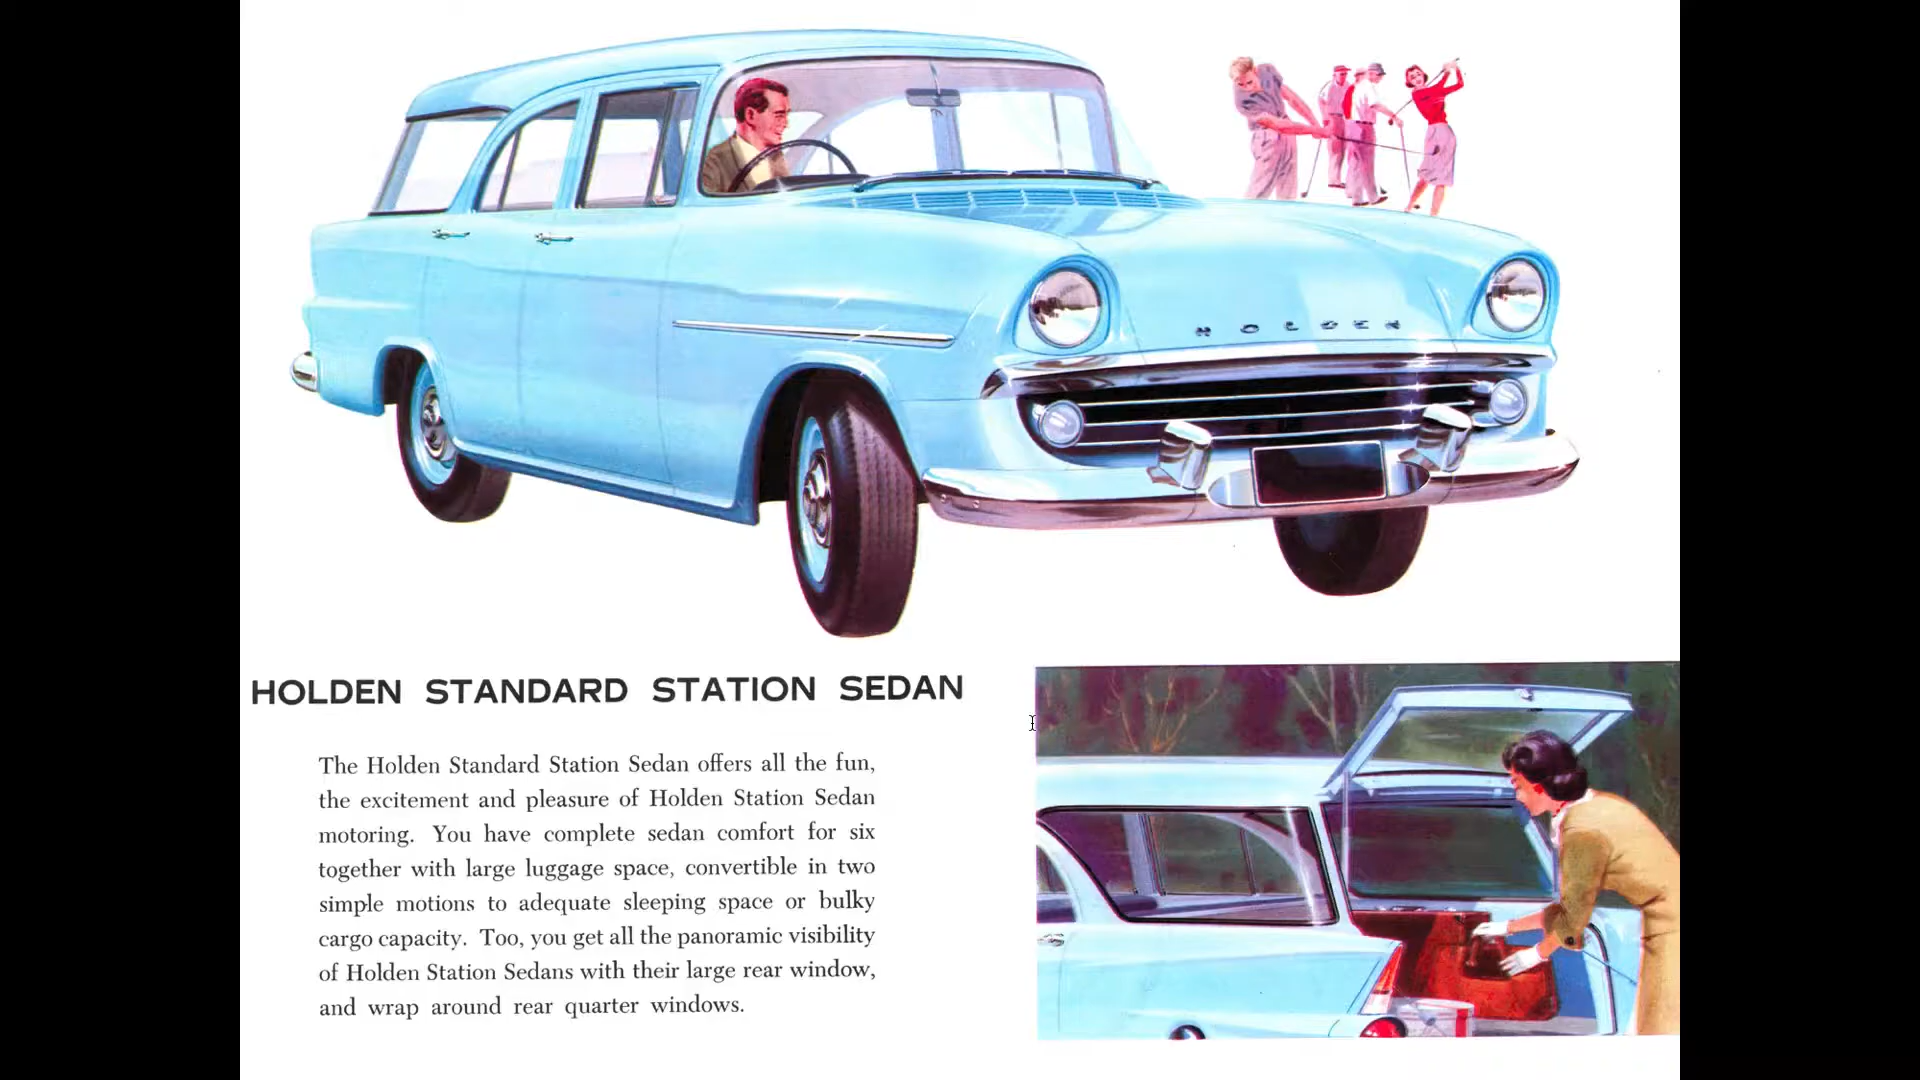 HOLDEN
HOLDEN STANDARD STATION SEDAN
The Holden Standard Station Sedan offers all the fun,
the excitement and pleasure of Holden Station Sedan
motoring. You have complete sedan comfort for six
together with large luggage space, convertible in two
simple motions to adequate sleeping space or bulky
cargo capacity. Too, you get all the panoramic visibility
of Holden Station Sedans with their large rear window,
and wrap around rear quarter windows.